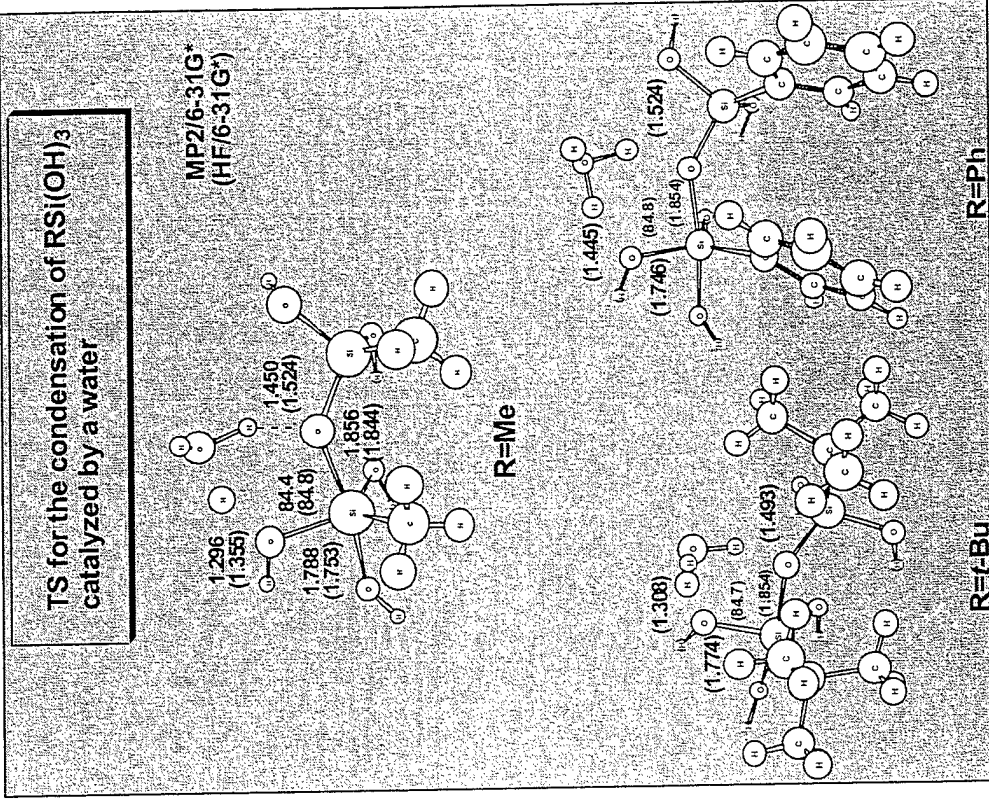 TS for the condensation of RSi(OH)3
catalyzed by a water
MP2/6-31G*
(HF/6-31G*)
1.296
(1.355)
84.4
(84.8)
1.450
(1.524)
1.788
(1.753)
1.856
(1.844)
R=Me
(1.308)
(1.774)
(84.7)
(1.854)
(1.493)
R=t-Bu
(1.445)
(1.746)
(84.8)
(1.854)
(1.524)
R=Ph